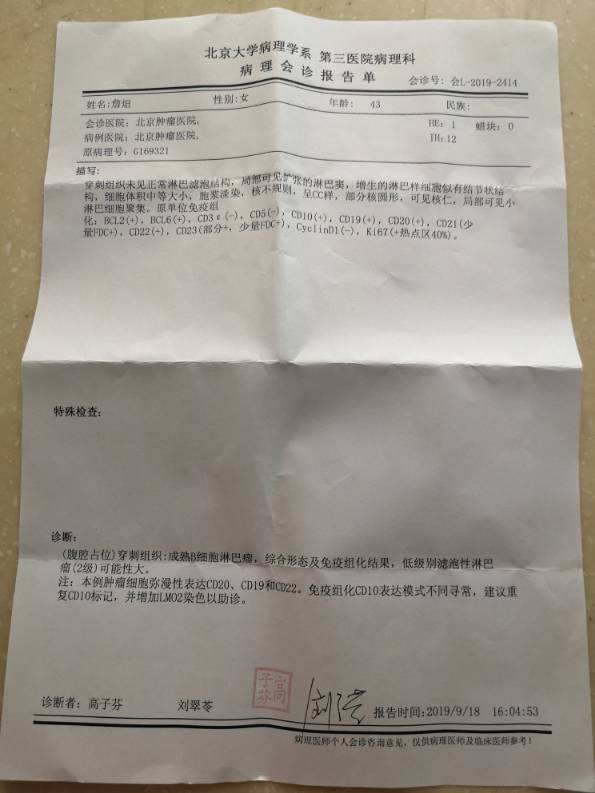 北京大学病理学系 第三医院病理科
病理会诊报告单
会诊号: 会L-2019-2414
姓名:詹妲 性别:女 年龄: 43 民族:
会诊医院: 北京肿瘤医院, HE: 1 蜡块: 0
病例医院: 北京肿瘤医院, IH:12
原病理号: G169321
描写:
穿刺组织未见正常淋巴滤泡结构, 局部可见扩张的淋巴窦, 增生的淋巴样细胞似有结节状结
构, 细胞体积中等大小, 胞浆淡染, 核不规则, 呈CC样, 部分核圆形, 可见核仁, 局部可见小
淋巴细胞聚集。原单位免疫组
化: BCL2(+), BCL6(+), CD3ε(-), CD5(-), CD10(+), CD19(+), CD20(+), CD21(少
量FDC+), CD22(+), CD23(部分+, 少量FDC+), CyclinD1(-), Ki67(+热点区40%)。
特殊检查:
诊断:
(腹腔占位)穿刺组织:成熟B细胞淋巴瘤, 综合形态及免疫组化结果, 低级别滤泡性淋巴
瘤(2级)可能性大。
注: 本例肿瘤细胞弥漫性表达CD20、CD19和CD22。免疫组化CD10表达模式不同寻常, 建议重
复CD10标记, 并增加LMO2染色以助诊。
高子芬
诊断者: 高子芬 刘翠苓 报告时间:2019/9/18 16:04:53
病理医师个人会诊咨询意见, 仅供病理医师及临床医师参考!